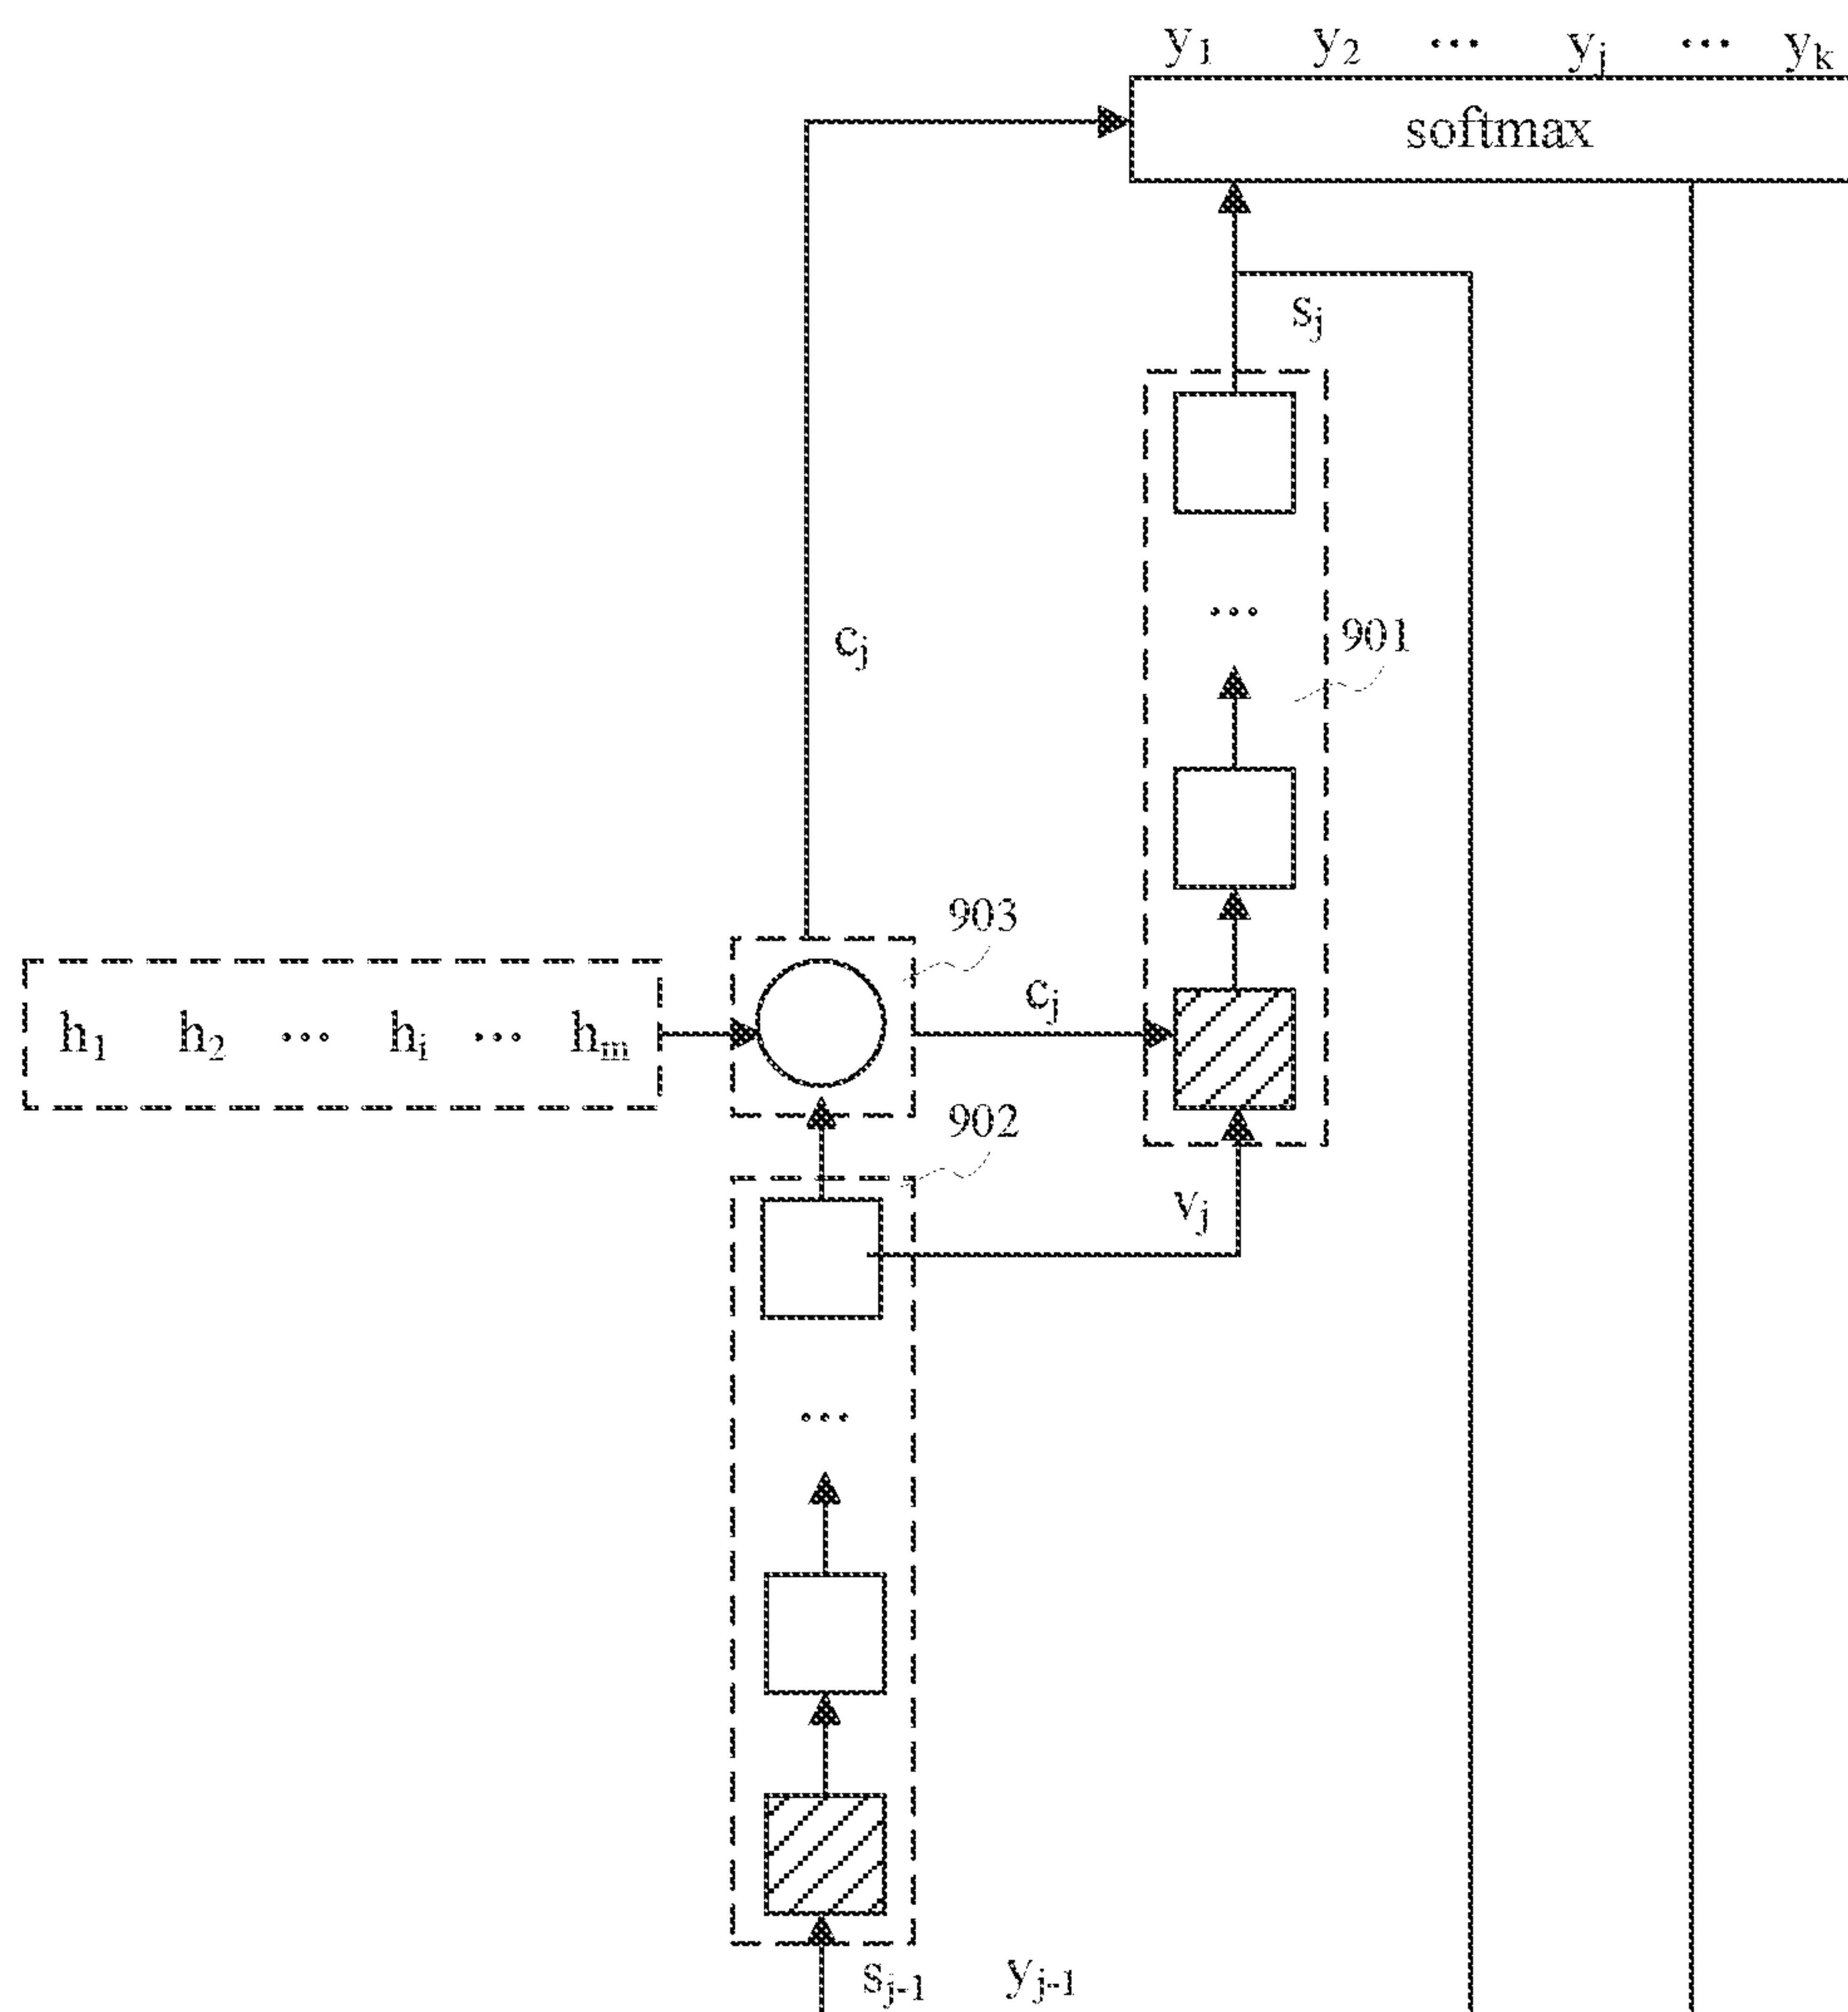 y₁ y₂ ... yⱼ ... yₖ
softmax
sⱼ
cⱼ
901
903
cⱼ
h₁ h₂ ... hᵢ ... hₘ
902
vⱼ
...
...
sⱼ₋₁ yⱼ₋₁